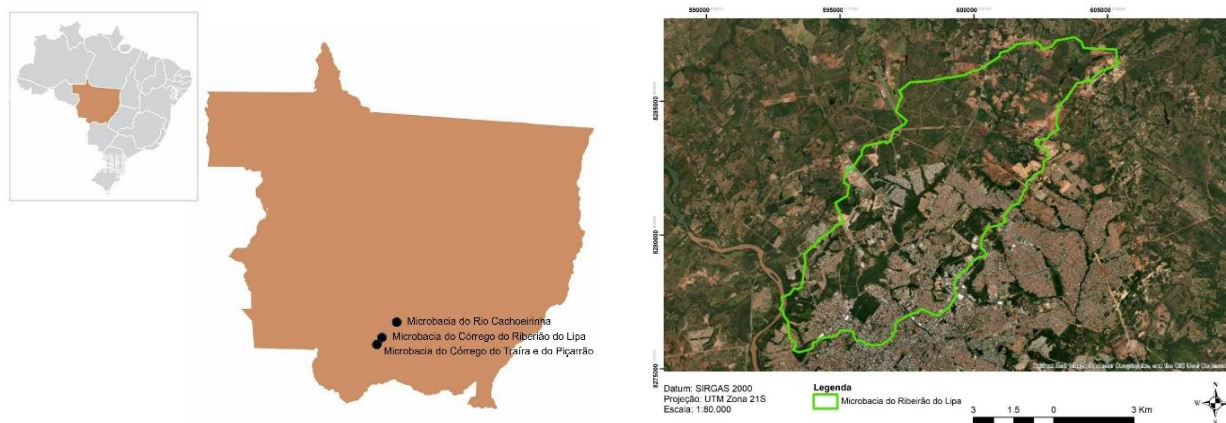 Microbacia do Rio Cachoeirinha
Microbacia do Córrego do Riberião do Lipa
Microbacia do Córrego do Traíra e do Piçarrão
590000
595000
600000
605000
8285000
8280000
8275000
Datum: SIRGAS 2000
Projeção: UTM Zona 21S
Escala: 1:80.000
Legenda
Microbacia do Ribeirão do Lipa
3 1.5 0 3 Km
N
S